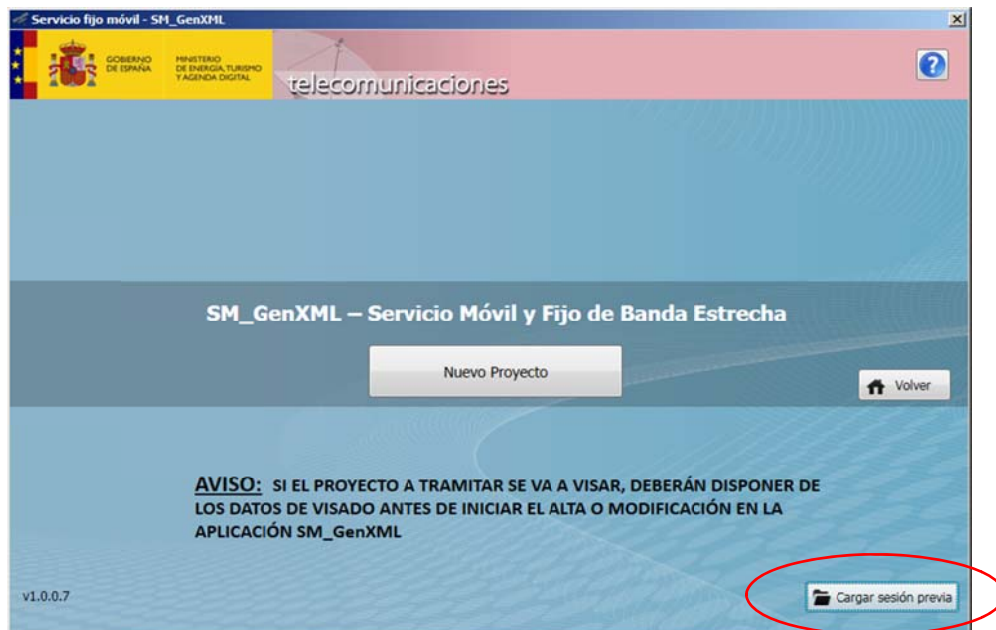 Servicio fijo móvil - SM_GenXML
GOBIERNO
DE ESPAÑA
MINISTERIO
DE ENERGÍA, TURISMO
Y AGENDA DIGITAL
telecomunicaciones
?
SM_GenXML – Servicio Móvil y Fijo de Banda Estrecha
Nuevo Proyecto
Volver
AVISO: SI EL PROYECTO A TRAMITAR SE VA A VISAR, DEBERÁN DISPONER DE
LOS DATOS DE VISADO ANTES DE INICIAR EL ALTA O MODIFICACIÓN EN LA
APLICACIÓN SM_GenXML
v1.0.0.7
Cargar sesión previa